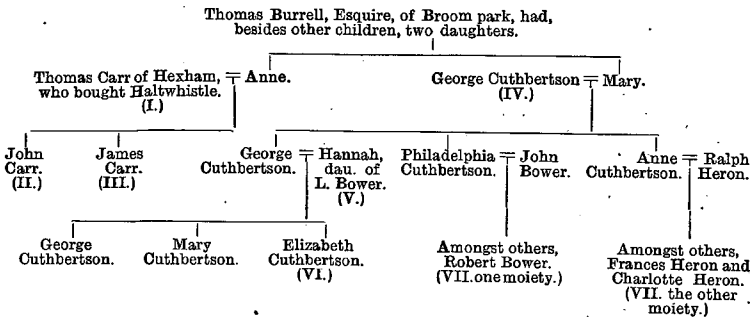 Thomas Burrell, Esquire, of Broom park, had,
besides other children, two daughters.
Thomas Carr of Hexham, = Anne.
who bought Haltwhistle.
(I.)
George Cuthbertson = Mary.
(IV.)
John
Carr.
(II.)
James
Carr.
(III.)
George = Hannah,
Cuthbertson. dau. of
L. Bower.
(V.)
Philadelphia = John
Cuthbertson. Bower.
Anne = Ralph
Cuthbertson. Heron.
George
Cuthbertson.
Mary
Cuthbertson.
Elizabeth
Cuthbertson.
(VI.)
Amongst others,
Robert Bower.
(VII. one moiety.)
Amongst others,
Frances Heron and
Charlotte Heron.
(VII. the other
moiety.)